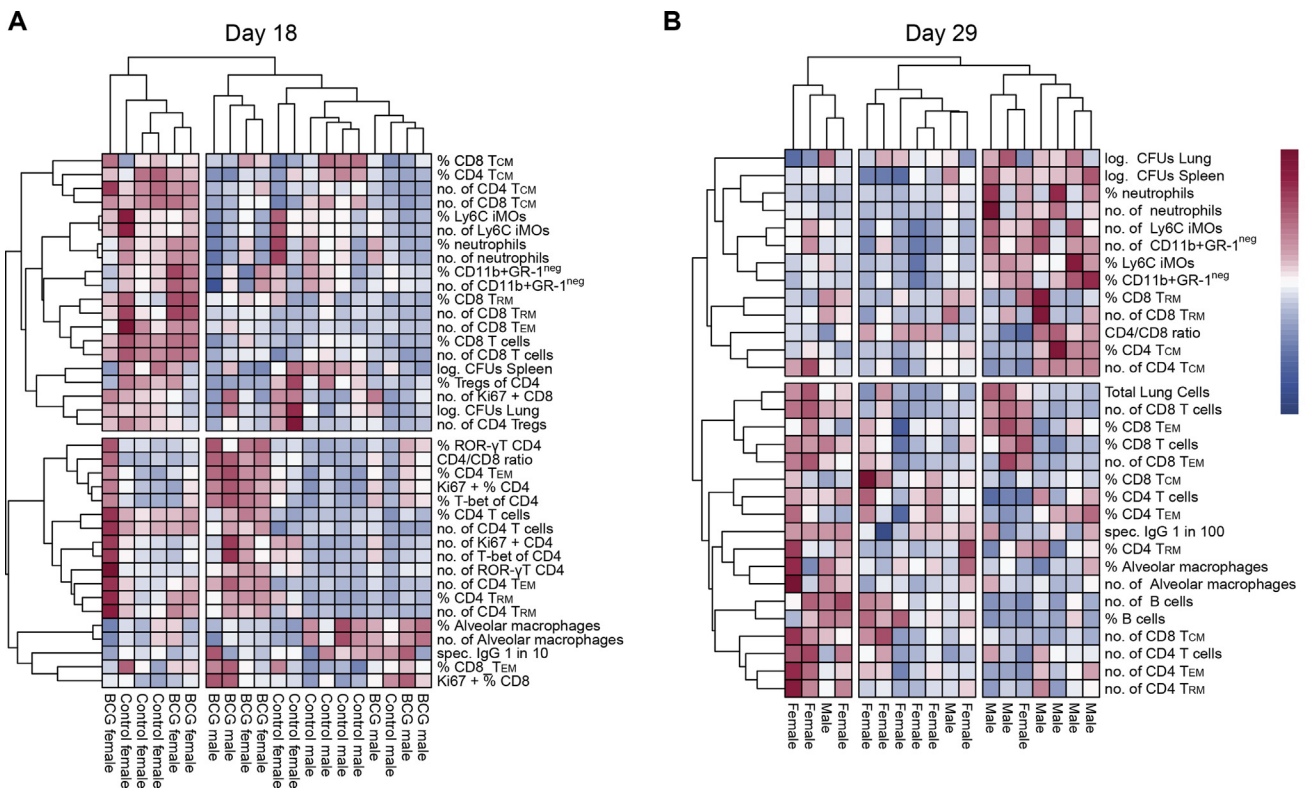 A
Day 18
% CD8 TCM
% CD4 TCM
no. of CD4 TCM
no. of CD8 TCM
% Ly6C iMOs
no. of Ly6C iMOs
% neutrophils
no. of neutrophils
% CD11b+GR-1neg
no. of CD11b+GR-1neg
% CD8 TRM
no. of CD8 TRM
no. of CD8 TEM
% CD8 T cells
no. of CD8 T cells
log. CFUs Spleen
% Tregs of CD4
no. of Ki67 + CD8
log. CFUs Lung
no. of CD4 Tregs
% ROR-γT CD4
CD4/CD8 ratio
% CD4 TEM
Ki67 + % CD4
% T-bet of CD4
% CD4 T cells
no. of CD4 T cells
no. of Ki67 + CD4
no. of T-bet of CD4
no. of ROR-γT CD4
no. of CD4 TEM
% CD4 TRM
no. of CD4 TRM
% Alveolar macrophages
no. of Alveolar macrophages
spec. IgG 1 in 10
% CD8_TEM
Ki67 + % CD8
BCG female
Control female
Control female
Control female
BCG female
BCG female
BCG male
BCG male
BCG female
BCG female
Control female
Control female
Control male
Control male
Control male
Control male
BCG male
Control male
BCG male
BCG male
B
Day 29
log. CFUs Lung
log. CFUs Spleen
% neutrophils
no. of neutrophils
no. of Ly6C iMOs
no. of CD11b+GR-1neg
% Ly6C iMOs
% CD11b+GR-1neg
% CD8 TRM
no. of CD8 TRM
CD4/CD8 ratio
% CD4 TCM
no. of CD4 TCM
Total Lung Cells
no. of CD8 T cells
% CD8 TEM
% CD8 T cells
no. of CD8 TEM
% CD8 TCM
% CD4 T cells
% CD4 TEM
spec. IgG 1 in 100
% CD4 TRM
% Alveolar macrophages
no. of Alveolar macrophages
no. of B cells
% B cells
no. of CD8 TCM
no. of CD4 T cells
no. of CD4 TEM
no. of CD4 TRM
Female
Female
Male
Female
Female
Female
Female
Female
Female
Male
Female
Male
Male
Female
Male
Male
Male
Male